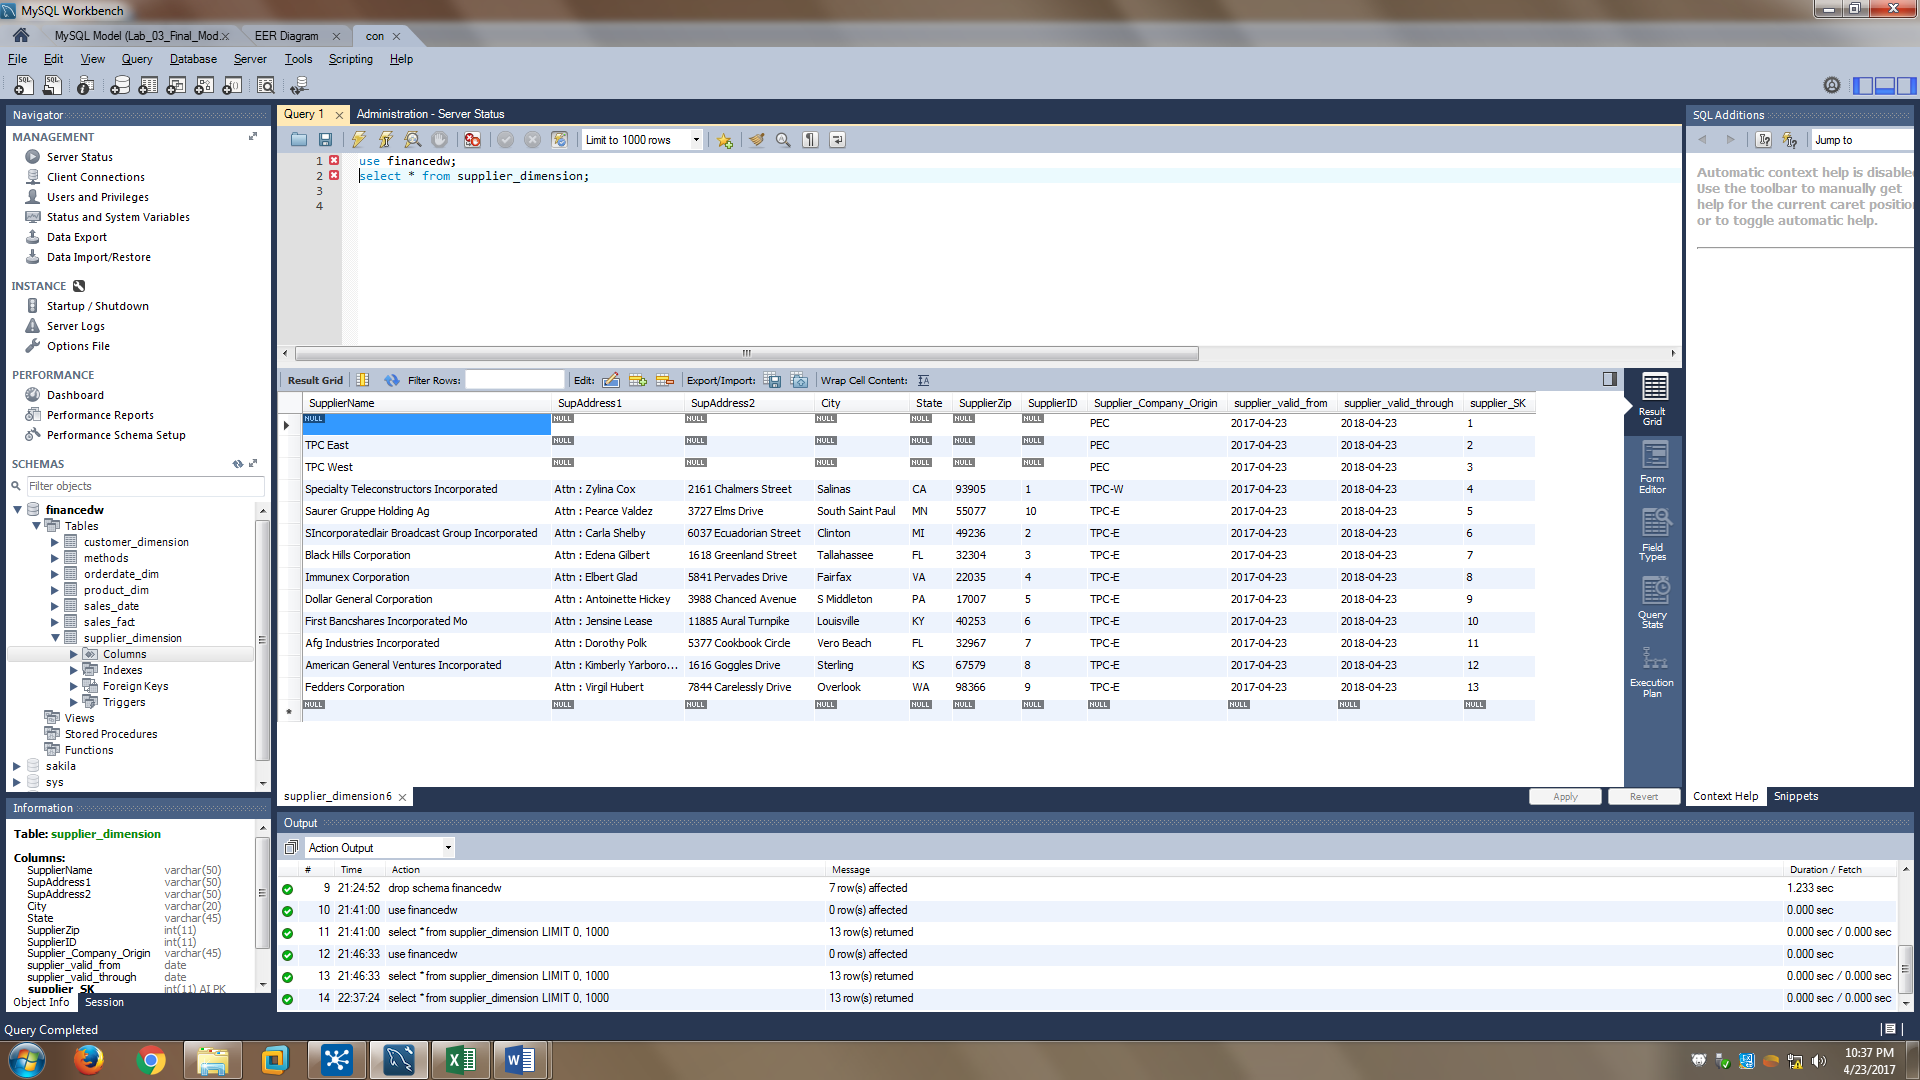 MySQL Workbench
MySQL Model (Lab_03_Final_Mod.x
EER Diagram
con
File Edit View Query Database Server Tools Scripting Help
Navigator
MANAGEMENT
Server Status
Client Connections
Users and Privileges
Status and System Variables
Data Export
Data Import/Restore
INSTANCE
Startup / Shutdown
Server Logs
Options File
PERFORMANCE
Dashboard
Performance Reports
Performance Schema Setup
SCHEMAS
Filter objects
financedw
Tables
customer_dimension
methods
orderdate_dim
product_dim
sales_date
sales_fact
supplier_dimension
Columns
Indexes
Foreign Keys
Triggers
Views
Stored Procedures
Functions
sakila
sys
Information
Table: supplier_dimension
Columns:
SupplierName varchar(50)
SupAddress1 varchar(50)
SupAddress2 varchar(50)
City varchar(20)
State varchar(45)
SupplierZip int(11)
SupplierID int(11)
Supplier_Company_Origin varchar(45)
supplier_valid_from date
supplier_valid_through date
supplier_SK int(11) AI PK
Object Info Session
Query Completed
Query 1 Administration - Server Status
Limit to 1000 rows
1 use financedw;
2 select * from supplier_dimension;
3
4
Result Grid Filter Rows: Edit: Export/Import: Wrap Cell Content:
SupplierName SupAddress1 SupAddress2 City State SupplierZip SupplierID Supplier_Company_Origin supplier_valid_from supplier_valid_through supplier_SK
NULL NULL NULL NULL NULL NULL NULL PEC 2017-04-23 2018-04-23 1
TPC East NULL NULL NULL NULL NULL NULL PEC 2017-04-23 2018-04-23 2
TPC West NULL NULL NULL NULL NULL NULL PEC 2017-04-23 2018-04-23 3
Specialty Teleconstructors Incorporated Attn : Zylina Cox 2161 Chalmers Street Salinas CA 93905 1 TPC-W 2017-04-23 2018-04-23 4
Saurer Gruppe Holding Ag Attn : Pearce Valdez 3727 Elms Drive South Saint Paul MN 55077 10 TPC-E 2017-04-23 2018-04-23 5
SIncorporatedlair Broadcast Group Incorporated Attn : Carla Shelby 6037 Ecuadorian Street Clinton MI 49236 2 TPC-E 2017-04-23 2018-04-23 6
Black Hills Corporation Attn : Edena Gilbert 1618 Greenland Street Tallahassee FL 32304 3 TPC-E 2017-04-23 2018-04-23 7
Immunex Corporation Attn : Elbert Glad 5841 Pervades Drive Fairfax VA 22035 4 TPC-E 2017-04-23 2018-04-23 8
Dollar General Corporation Attn : Antoinette Hickey 3988 Chanced Avenue S Middleton PA 17007 5 TPC-E 2017-04-23 2018-04-23 9
First Bancshares Incorporated Mo Attn : Jensine Lease 11885 Aural Turnpike Louisville KY 40253 6 TPC-E 2017-04-23 2018-04-23 10
Afg Industries Incorporated Attn : Dorothy Polk 5377 Cookbook Circle Vero Beach FL 32967 7 TPC-E 2017-04-23 2018-04-23 11
American General Ventures Incorporated Attn : Kimberly Yarboro... 1616 Goggles Drive Sterling KS 67579 8 TPC-E 2017-04-23 2018-04-23 12
Fedders Corporation Attn : Virgil Hubert 7844 Carelessly Drive Overlook WA 98366 9 TPC-E 2017-04-23 2018-04-23 13
NULL NULL NULL NULL NULL NULL NULL NULL NULL NULL NULL
Result Grid
Form Editor
Field Types
Query Stats
Execution Plan
supplier_dimension6
Apply Revert
SQL Additions
Jump to
Automatic context help is disable
Use the toolbar to manually get
help for the current caret position
or to toggle automatic help.
Context Help Snippets
Output
Action Output
# Time Action Message Duration / Fetch
9 21:24:52 drop schema financedw 7 row(s) affected 1.233 sec
10 21:41:00 use financedw 0 row(s) affected 0.000 sec
11 21:41:00 select * from supplier_dimension LIMIT 0, 1000 13 row(s) returned 0.000 sec / 0.000 sec
12 21:46:33 use financedw 0 row(s) affected 0.000 sec
13 21:46:33 select * from supplier_dimension LIMIT 0, 1000 13 row(s) returned 0.000 sec / 0.000 sec
14 22:37:24 select * from supplier_dimension LIMIT 0, 1000 13 row(s) returned 0.000 sec / 0.000 sec
10:37 PM
4/23/2017